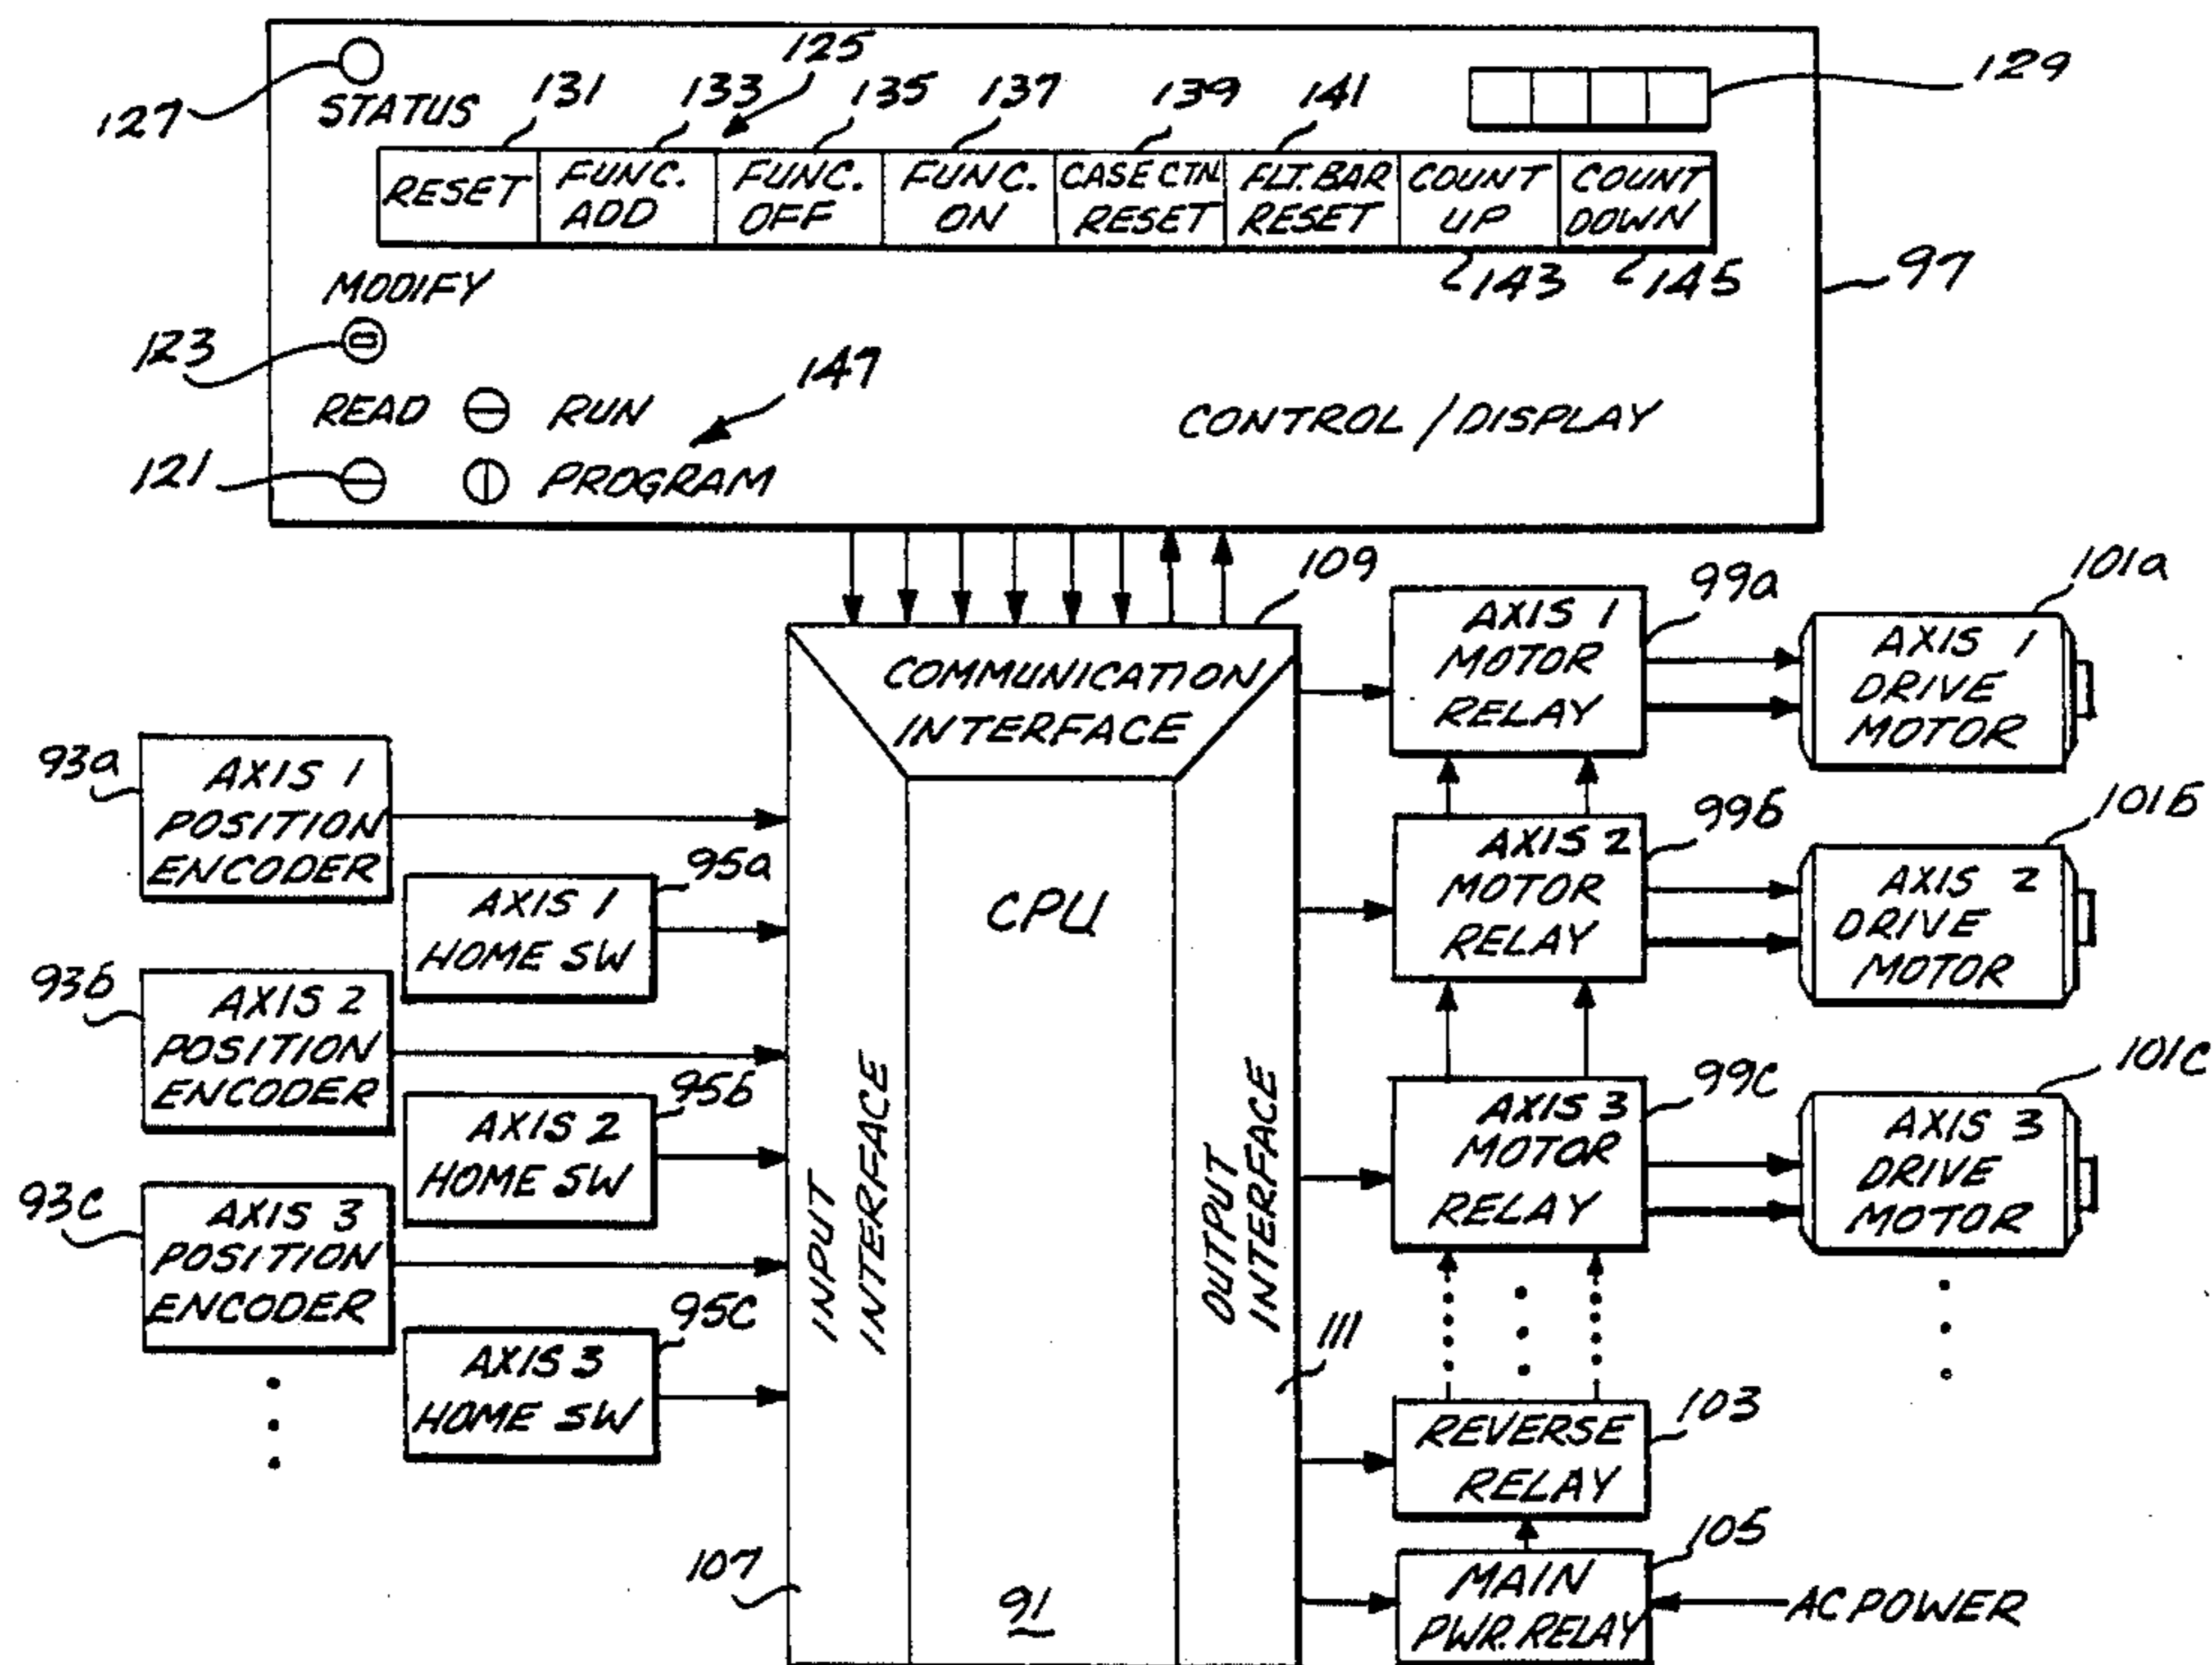 125
129
127
STATUS
131
133
135
137
139
141
RESET
FUNC.
ADD
FUNC.
OFF
FUNC.
ON
CASE CTN.
RESET
FLT. BAR
RESET
COUNT
UP
COUNT
DOWN
143
145
97
MODIFY
123
147
READ
RUN
CONTROL/DISPLAY
121
PROGRAM
109
COMMUNICATION
INTERFACE
99a
AXIS 1
MOTOR
RELAY
101a
AXIS 1
DRIVE
MOTOR
93a
AXIS 1
POSITION
ENCODER
95a
AXIS 1
HOME SW
CPU
99b
AXIS 2
MOTOR
RELAY
101b
AXIS 2
DRIVE
MOTOR
93b
AXIS 2
POSITION
ENCODER
95b
AXIS 2
HOME SW
INPUT
INTERFACE
OUTPUT
INTERFACE
99c
AXIS 3
MOTOR
RELAY
101c
AXIS 3
DRIVE
MOTOR
93c
AXIS 3
POSITION
ENCODER
95c
AXIS 3
HOME SW
111
103
REVERSE
RELAY
107
91
105
MAIN
PWR. RELAY
AC POWER